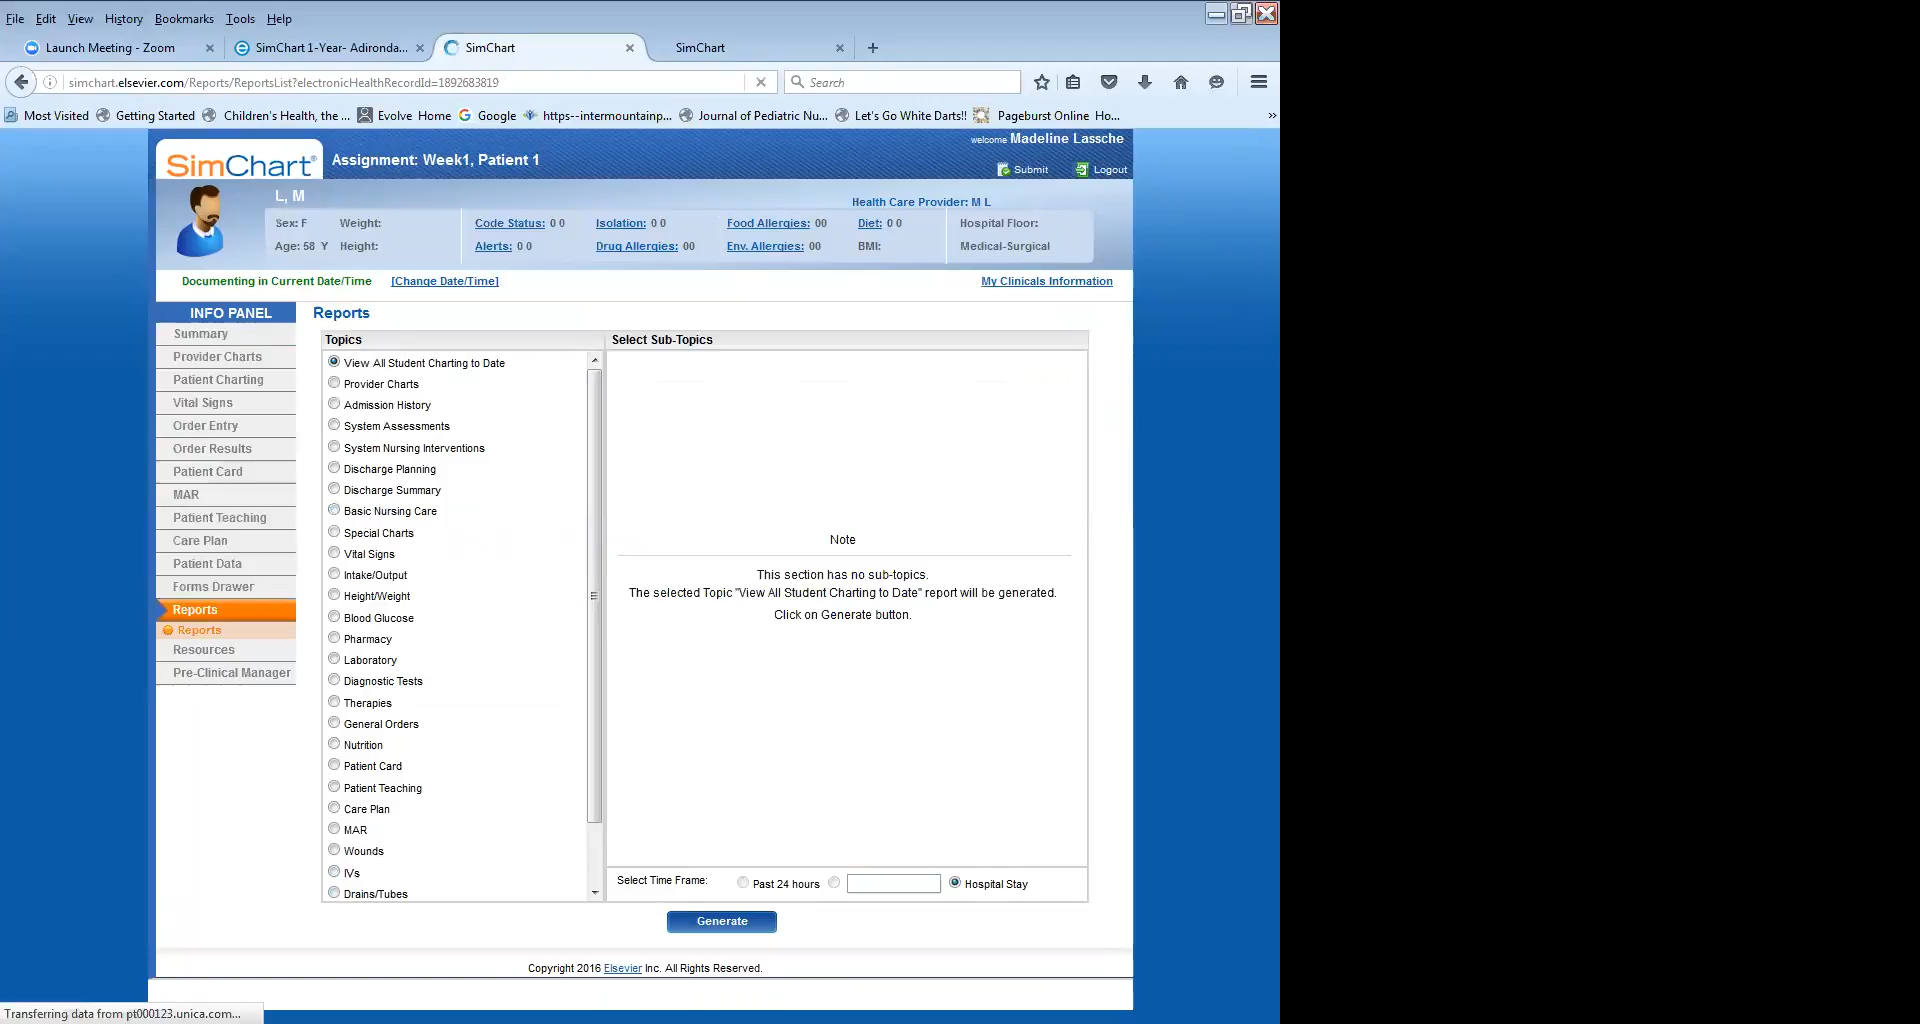 File Edit View History Bookmarks Tools Help
Launch Meeting - Zoom × SimChart 1-Year- Adironda... × SimChart × SimChart × +
simchart.elsevier.com/Reports/ReportsList?electronicHealthRecordId=1892683819 Search
Most Visited Getting Started Children's Health, the ... Evolve Home Google https--intermountainp... Journal of Pediatric Nu... Let's Go White Darts!! Pageburst Online Ho... »
welcome Madeline Lassche
SimChart® Assignment: Week1, Patient 1
Submit Logout
L, M
Health Care Provider: M L
Sex: F Weight: Code Status: 0 0 Isolation: 0 0 Food Allergies: 00 Diet: 0 0 Hospital Floor:
Age: 58 Y Height: Alerts: 0 0 Drug Allergies: 00 Env. Allergies: 00 BMI: Medical-Surgical
Documenting in Current Date/Time [Change Date/Time] My Clinicals Information
INFO PANEL
Summary
Provider Charts
Patient Charting
Vital Signs
Order Entry
Order Results
Patient Card
MAR
Patient Teaching
Care Plan
Patient Data
Forms Drawer
Reports
Reports
Resources
Pre-Clinical Manager
Reports
Topics
View All Student Charting to Date
Provider Charts
Admission History
System Assessments
System Nursing Interventions
Discharge Planning
Discharge Summary
Basic Nursing Care
Special Charts
Vital Signs
Intake/Output
Height/Weight
Blood Glucose
Pharmacy
Laboratory
Diagnostic Tests
Therapies
General Orders
Nutrition
Patient Card
Patient Teaching
Care Plan
MAR
Wounds
IVs
Drains/Tubes
Select Sub-Topics
Note
This section has no sub-topics.
The selected Topic "View All Student Charting to Date" report will be generated.
Click on Generate button.
Select Time Frame: Past 24 hours Hospital Stay
Generate
Copyright 2016 Elsevier Inc. All Rights Reserved.
Transferring data from pt000123.unica.com...